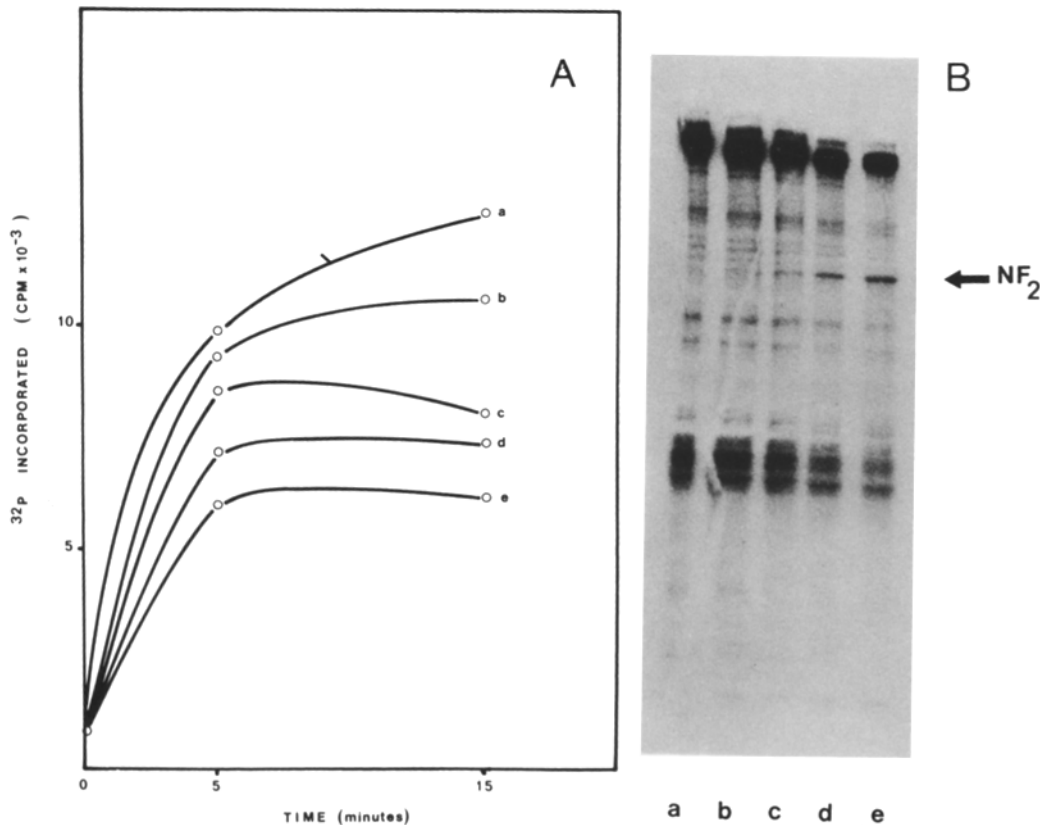 A
B
32P INCORPORATED (CPM x 10-3)
10
5
a
b
c
d
e
NF2
0
5
15
TIME (minutes)
a b c d e